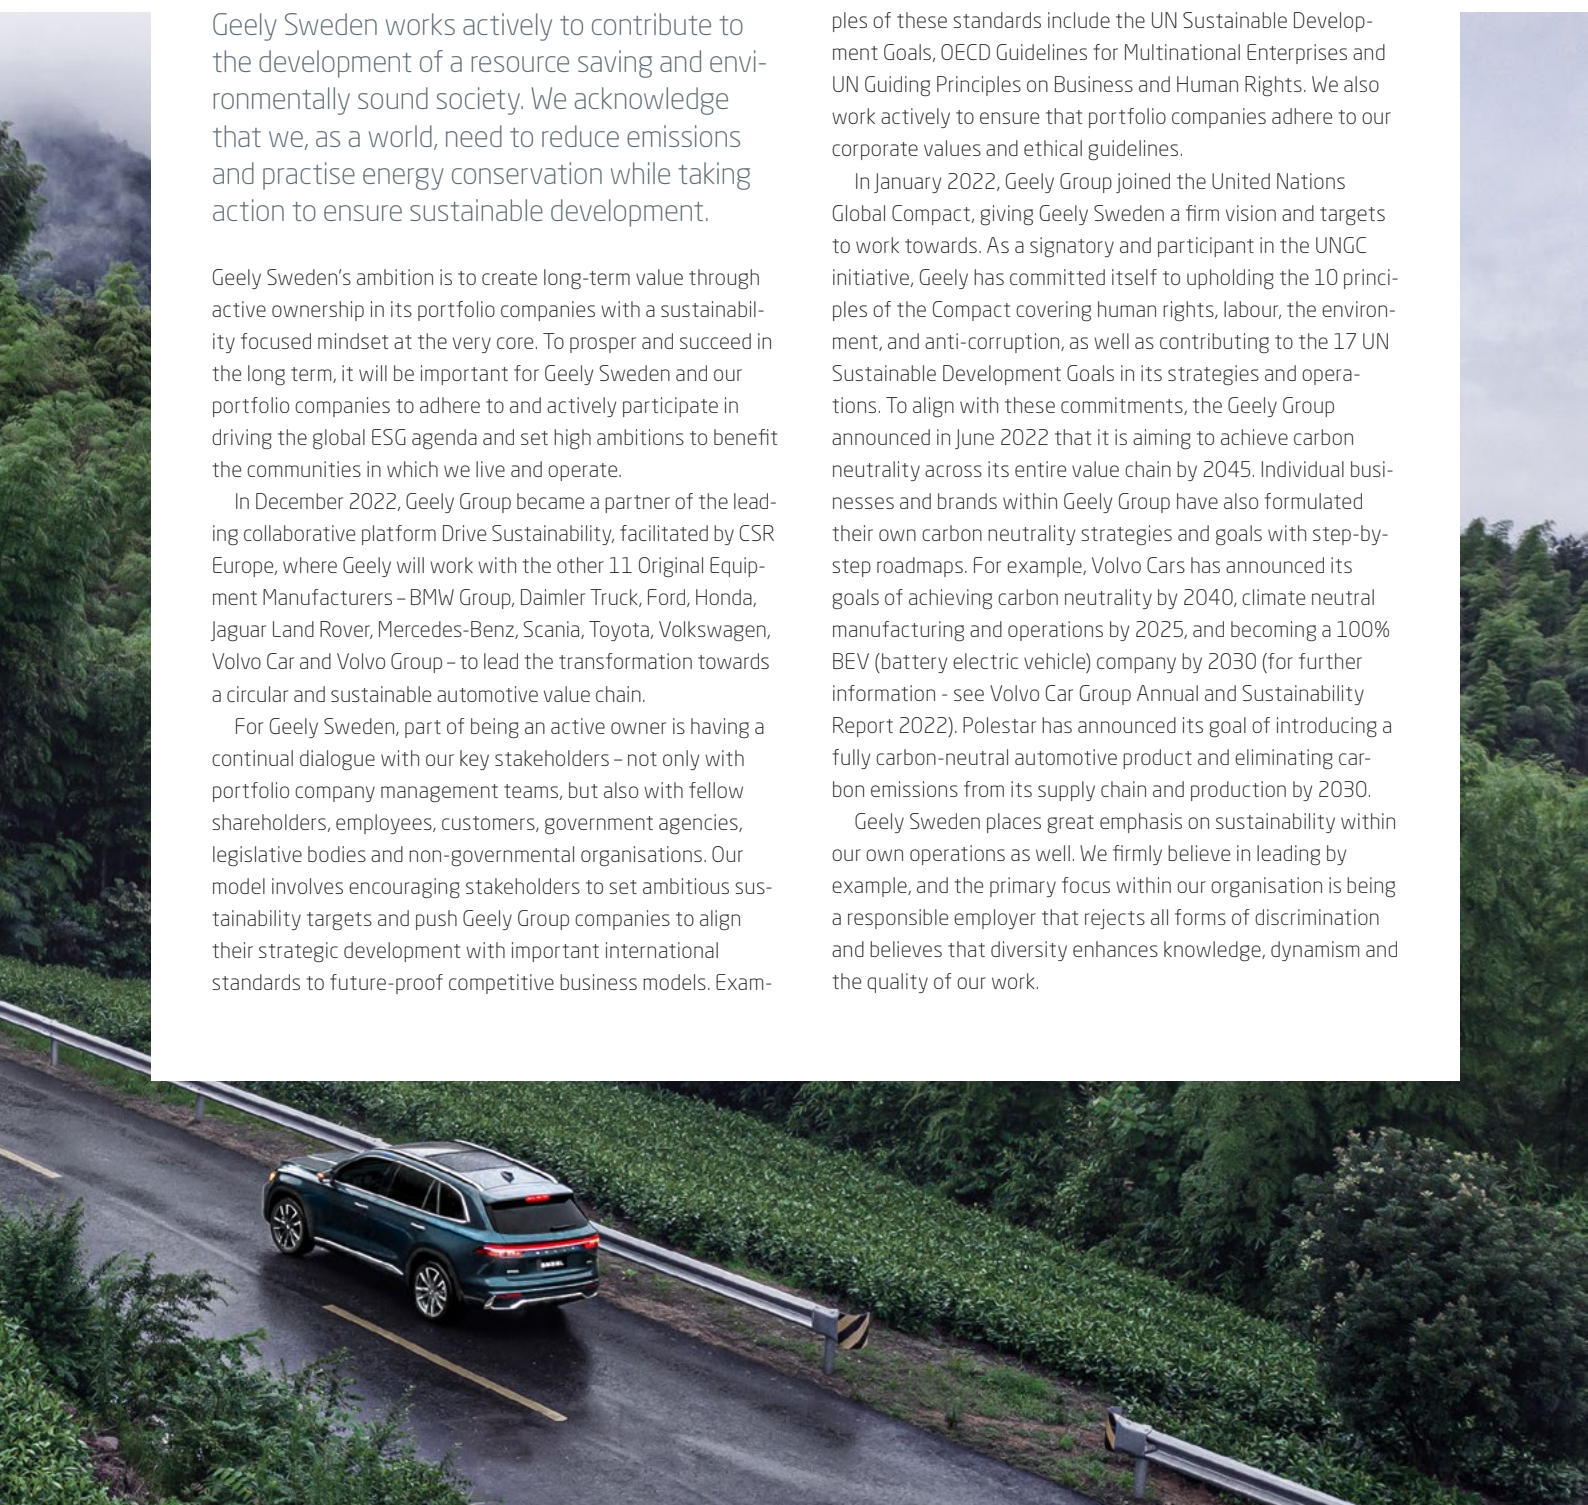 Geely Sweden works actively to contribute to
the development of a resource saving and envi-
ronmentally sound society. We acknowledge
that we, as a world, need to reduce emissions
and practise energy conservation while taking
action to ensure sustainable development.
Geely Sweden's ambition is to create long-term value through
active ownership in its portfolio companies with a sustainabil-
ity focused mindset at the very core. To prosper and succeed in
the long term, it will be important for Geely Sweden and our
portfolio companies to adhere to and actively participate in
driving the global ESG agenda and set high ambitions to benefit
the communities in which we live and operate.
In December 2022, Geely Group became a partner of the lead-
ing collaborative platform Drive Sustainability, facilitated by CSR
Europe, where Geely will work with the other 11 Original Equip-
ment Manufacturers – BMW Group, Daimler Truck, Ford, Honda,
Jaguar Land Rover, Mercedes-Benz, Scania, Toyota, Volkswagen,
Volvo Car and Volvo Group – to lead the transformation towards
a circular and sustainable automotive value chain.
For Geely Sweden, part of being an active owner is having a
continual dialogue with our key stakeholders – not only with
portfolio company management teams, but also with fellow
shareholders, employees, customers, government agencies,
legislative bodies and non-governmental organisations. Our
model involves encouraging stakeholders to set ambitious sus-
tainability targets and push Geely Group companies to align
their strategic development with important international
standards to future-proof competitive business models. Exam-
ples of these standards include the UN Sustainable Develop-
ment Goals, OECD Guidelines for Multinational Enterprises and
UN Guiding Principles on Business and Human Rights. We also
work actively to ensure that portfolio companies adhere to our
corporate values and ethical guidelines.
In January 2022, Geely Group joined the United Nations
Global Compact, giving Geely Sweden a firm vision and targets
to work towards. As a signatory and participant in the UNGC
initiative, Geely has committed itself to upholding the 10 princi-
ples of the Compact covering human rights, labour, the environ-
ment, and anti-corruption, as well as contributing to the 17 UN
Sustainable Development Goals in its strategies and opera-
tions. To align with these commitments, the Geely Group
announced in June 2022 that it is aiming to achieve carbon
neutrality across its entire value chain by 2045. Individual busi-
nesses and brands within Geely Group have also formulated
their own carbon neutrality strategies and goals with step-by-
step roadmaps. For example, Volvo Cars has announced its
goals of achieving carbon neutrality by 2040, climate neutral
manufacturing and operations by 2025, and becoming a 100%
BEV (battery electric vehicle) company by 2030 (for further
information - see Volvo Car Group Annual and Sustainability
Report 2022). Polestar has announced its goal of introducing a
fully carbon-neutral automotive product and eliminating car-
bon emissions from its supply chain and production by 2030.
Geely Sweden places great emphasis on sustainability within
our own operations as well. We firmly believe in leading by
example, and the primary focus within our organisation is being
a responsible employer that rejects all forms of discrimination
and believes that diversity enhances knowledge, dynamism and
the quality of our work.